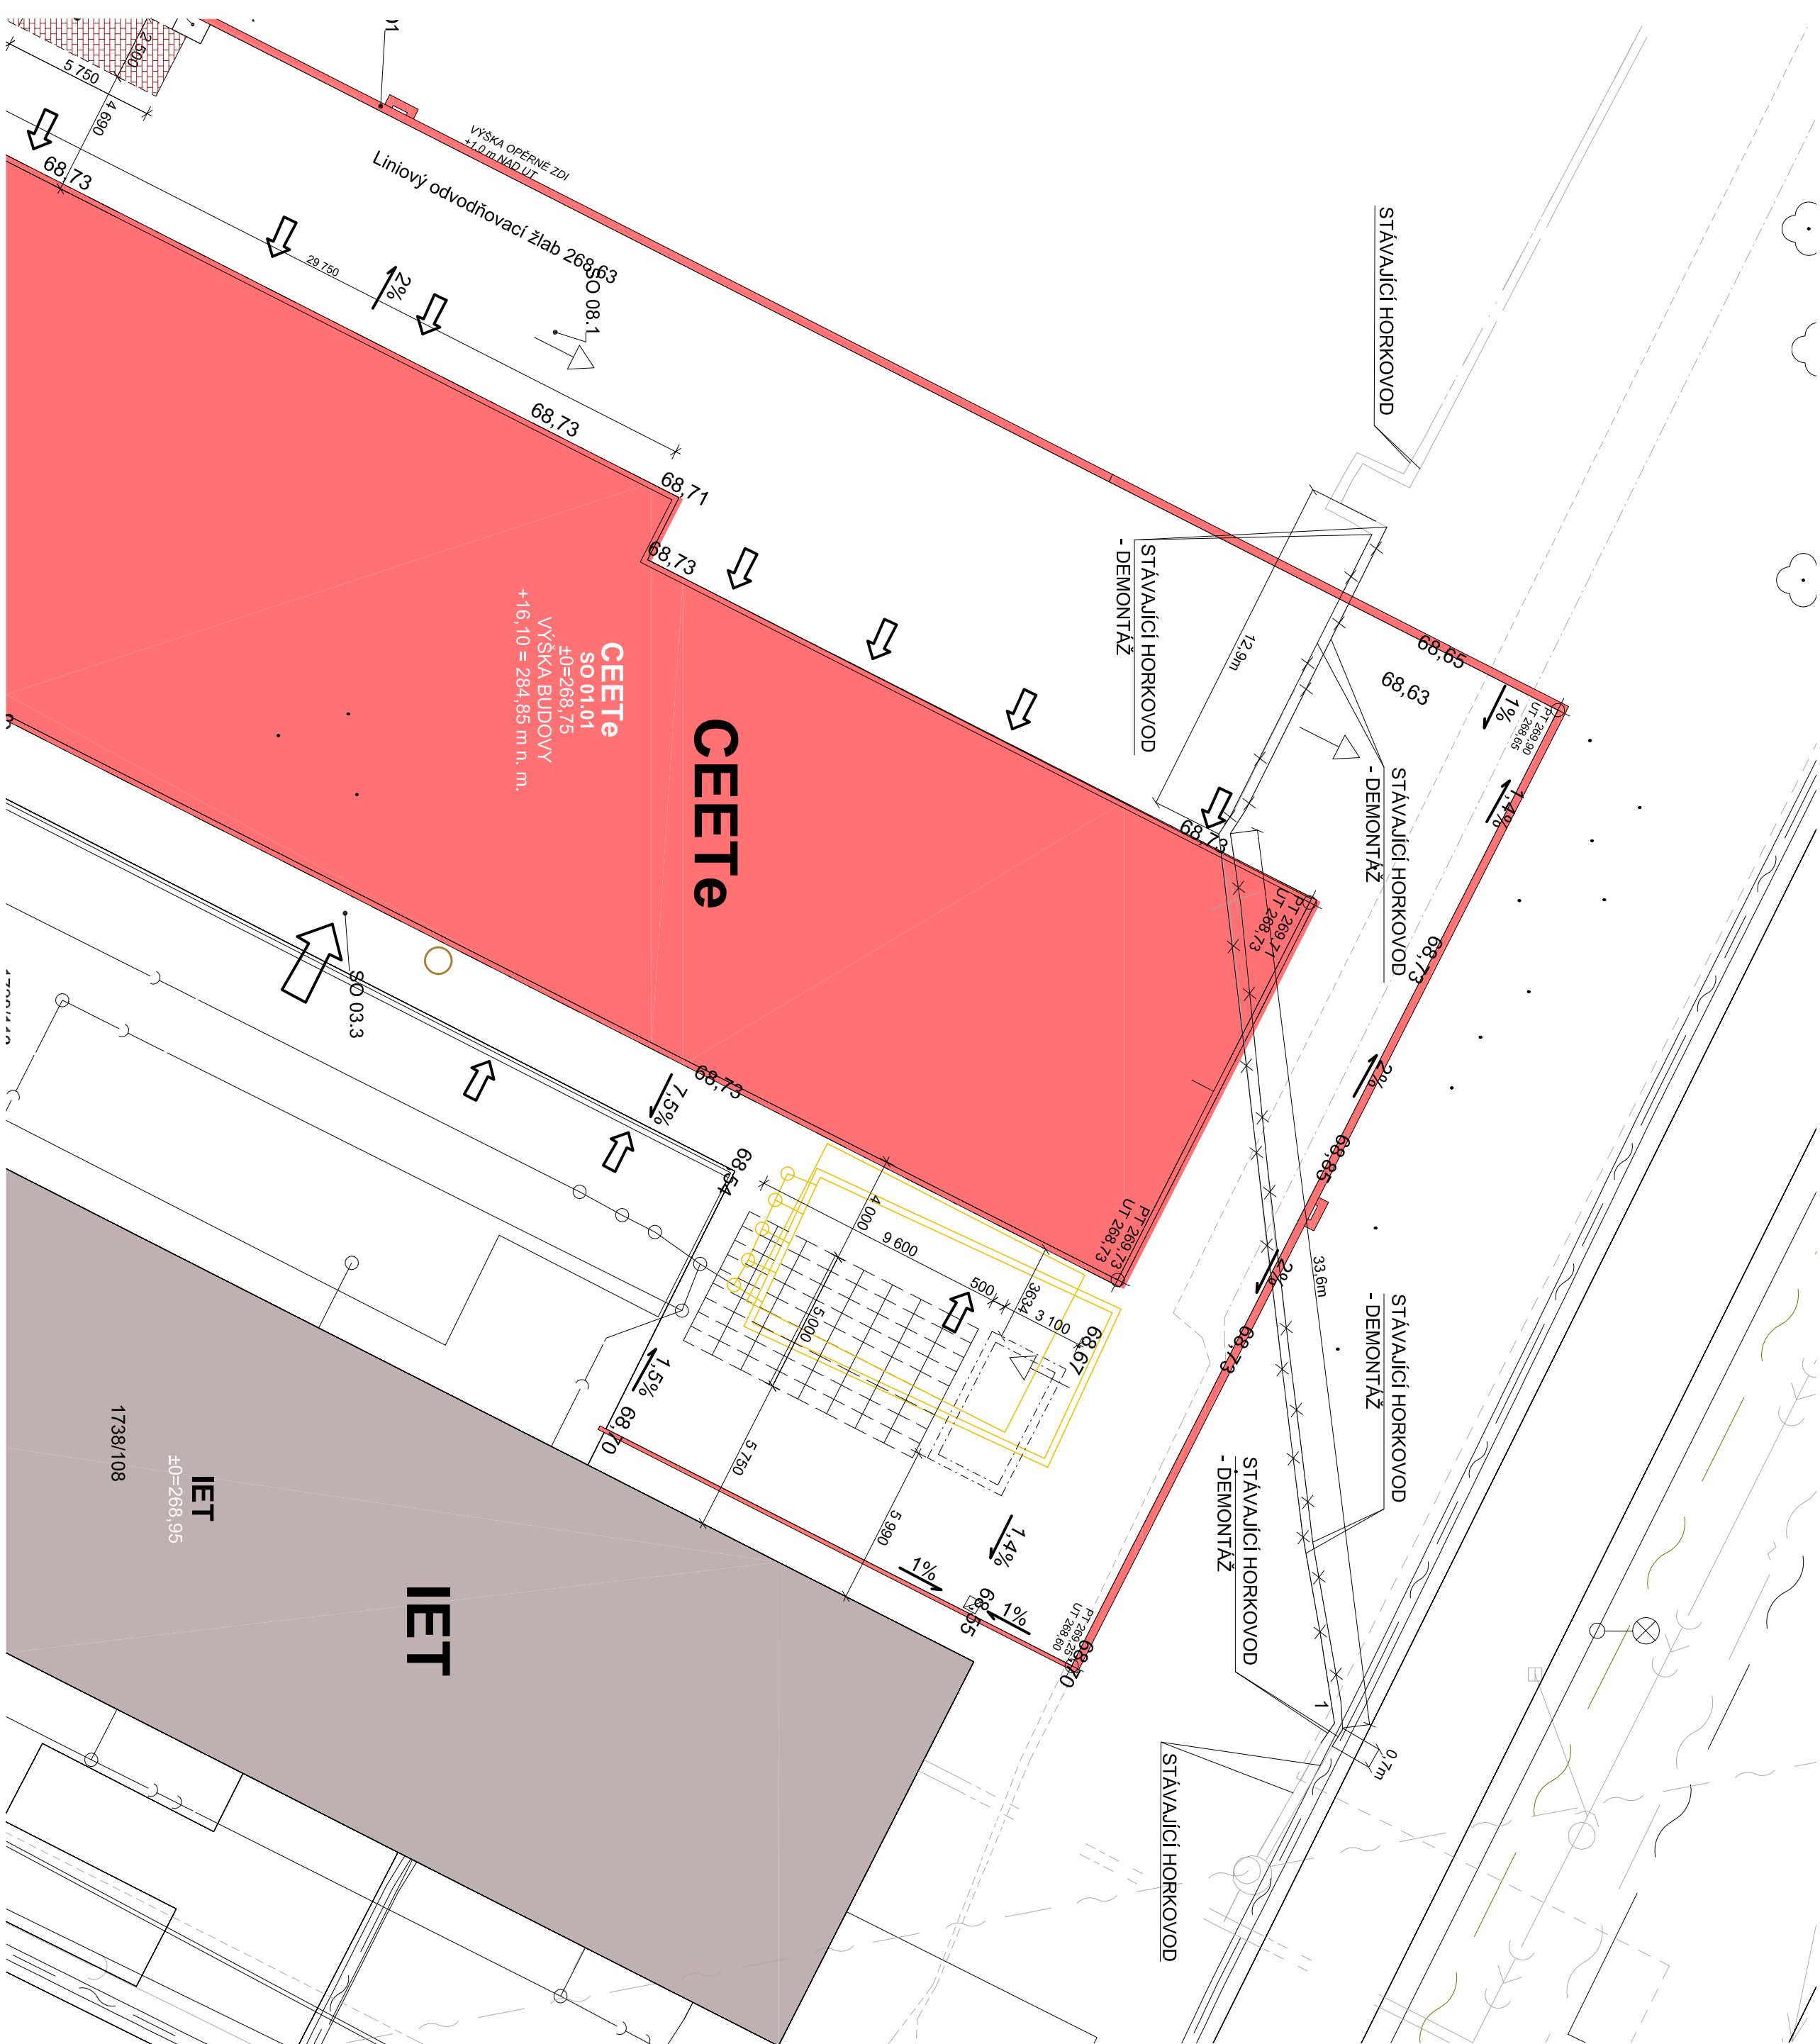 2 500
5 750
4 690
68,73
VÝŠKA OPĚRNÉ ZDI
±1,0 m NAD UT
Liniový odvodňovací žlab 268,63
SO 08.1
29 750
2%
68,73
68,71
68,73
STÁVAJÍCÍ HORKOVOD
STÁVAJÍCÍ HORKOVOD
- DEMONTÁŽ
12,9m
68,65
68,63
1%
PT 269,90
UT 268,65
1,4%
STÁVAJÍCÍ HORKOVOD
- DEMONTÁŽ
68,73
CEETe
SO 01.01
±0=268,75
VÝŠKA BUDOVY
+16,10 = 284,85 m n. m.
CEETe
PT 269,71
UT 268,73
68,73
2%
68,85
2%
33,6m
68,73
SO 03.3
68,73
7,5%
68,54
4 000
9 600
500
3634
3 100
5 000
68,67
PT 269,73
UT 268,73
STÁVAJÍCÍ HORKOVOD
- DEMONTÁŽ
1,5%
68,70
5 750
5 990
1,4%
1%
68,55
1%
UT 268,60
68,70
STÁVAJÍCÍ HORKOVOD
- DEMONTÁŽ
1
0,7m
STÁVAJÍCÍ HORKOVOD
1738/108
IET
±0=268,95
IET